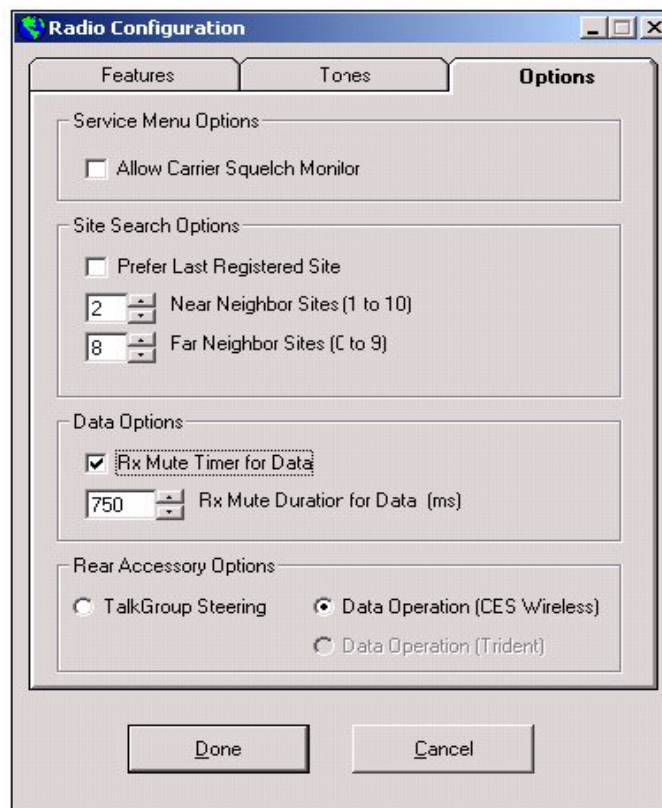 Radio Configuration
Features
Tones
Options
Service Menu Options
Allow Carrier Squelch Monitor
Site Search Options
Prefer Last Registered Site
2 Near Neighbor Sites (1 to 10)
8 Far Neighbor Sites (0 to 9)
Data Options
Rx Mute Timer for Data
750 Rx Mute Duration for Data (ms)
Rear Accessory Options
TalkGroup Steering
Data Operation (CES Wireless)
Data Operation (Trident)
Done
Cancel